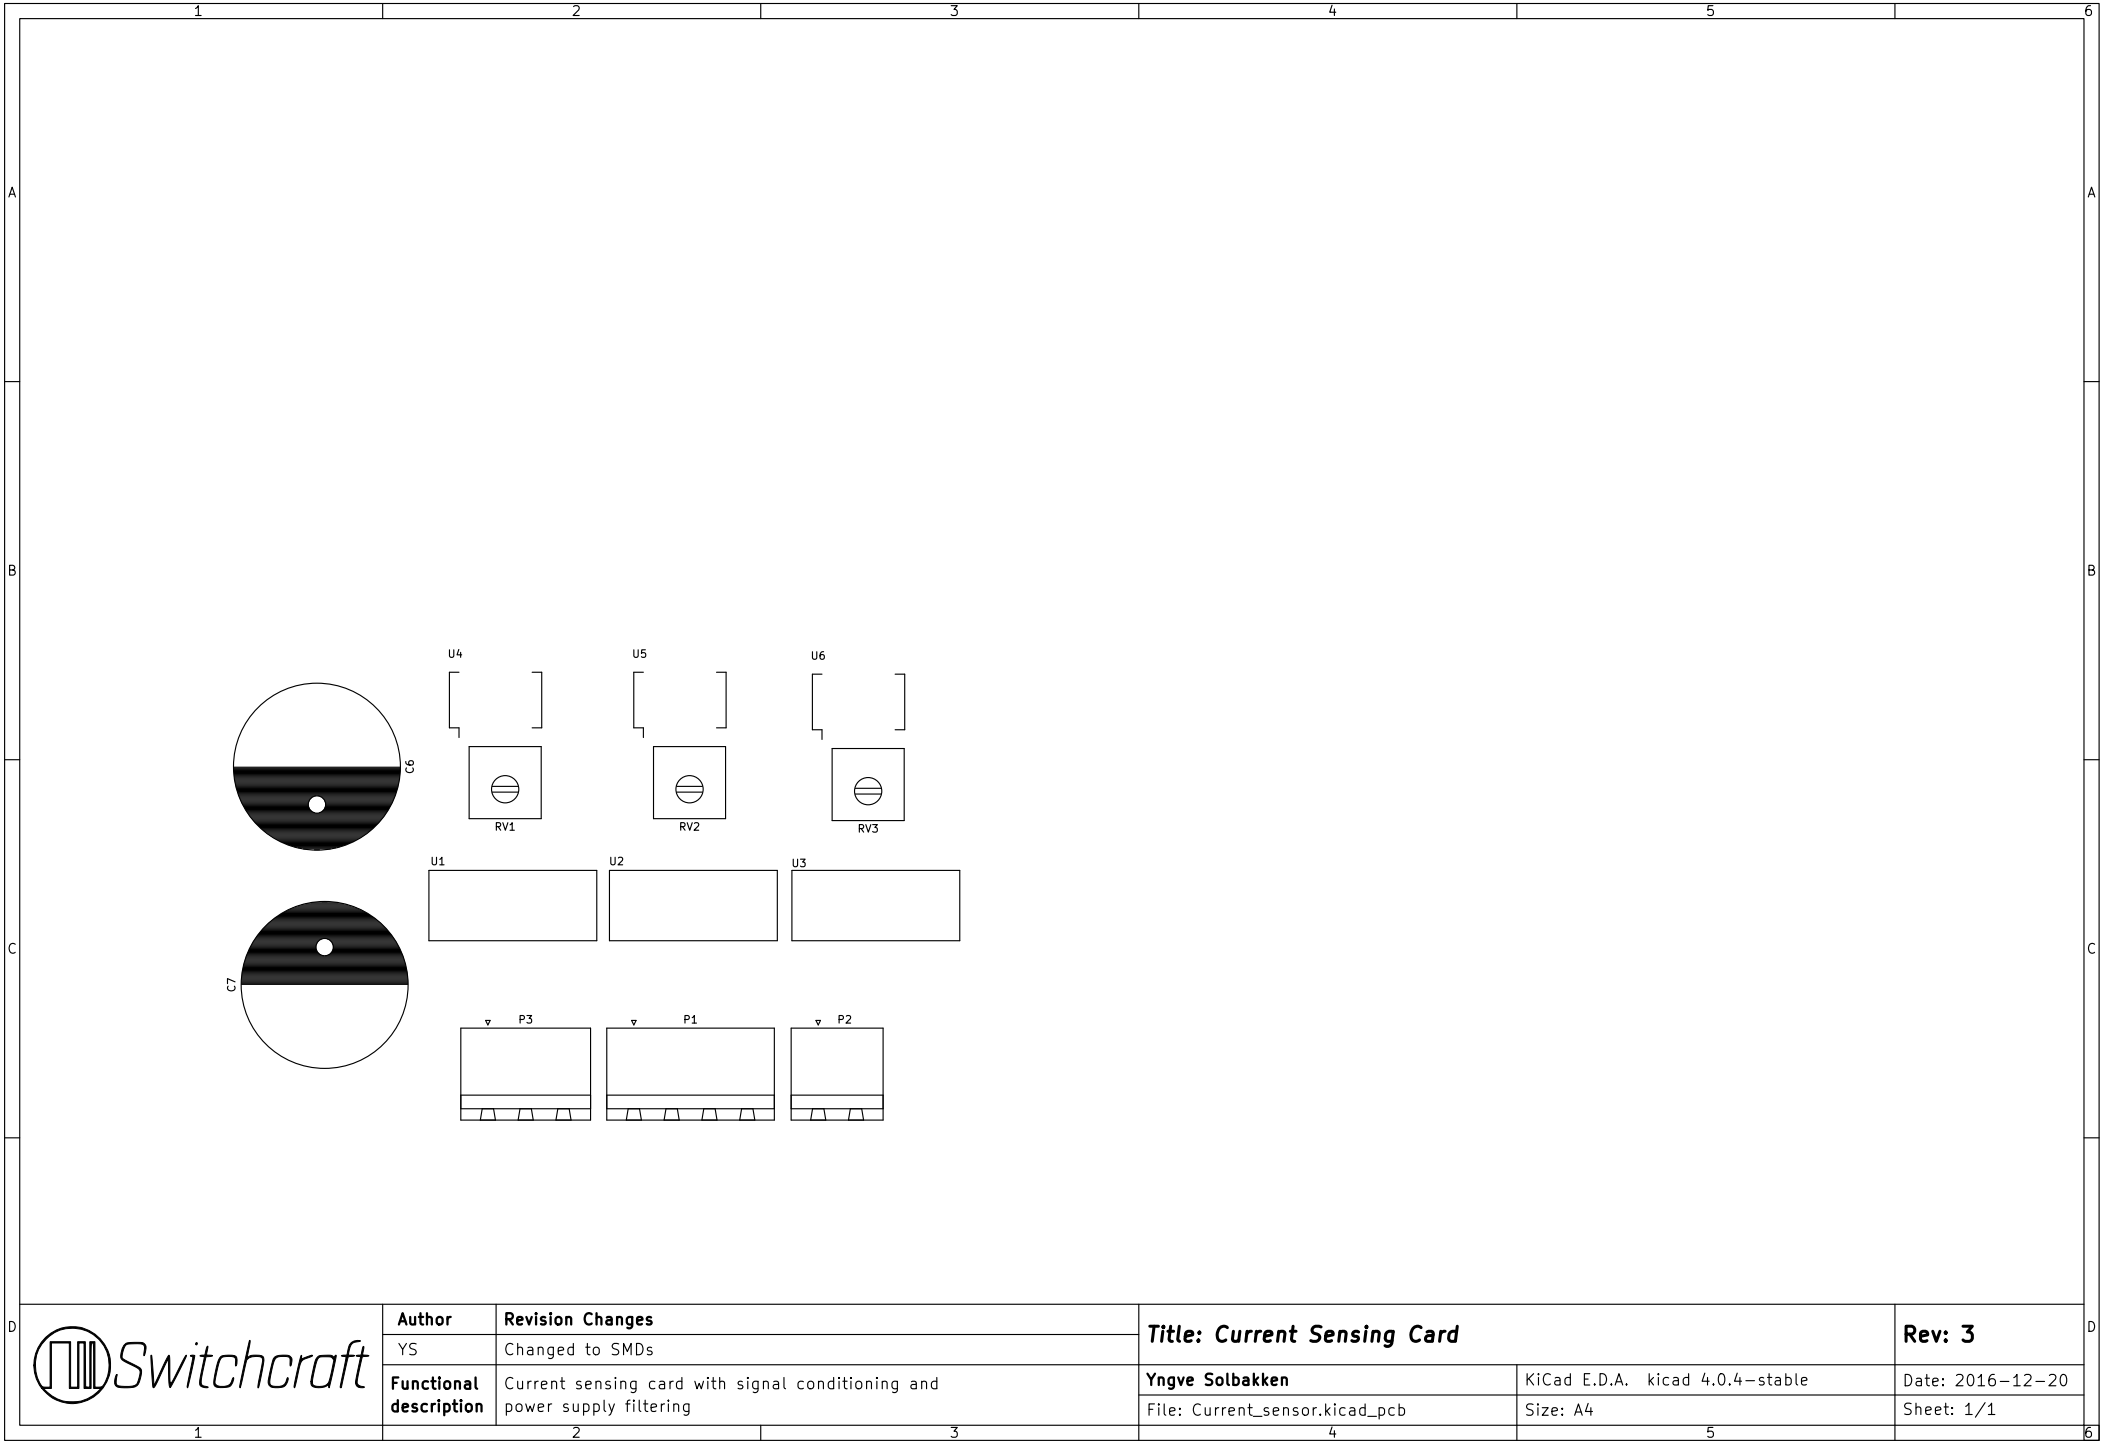 1 2 3 4 5 6
A A
B B
U4 U5 U6
C6
RV1 RV2 RV3
U1 U2 U3
C C
C7
P3 P1 P2
D D
Switchcraft
Author Revision Changes
YS Changed to SMDs
Functional description
Current sensing card with signal conditioning and
power supply filtering
Title: Current Sensing Card
Rev: 3
Yngve Solbakken KiCad E.D.A. kicad 4.0.4-stable Date: 2016-12-20
File: Current_sensor.kicad_pcb Size: A4 Sheet: 1/1
1 2 3 4 5 6